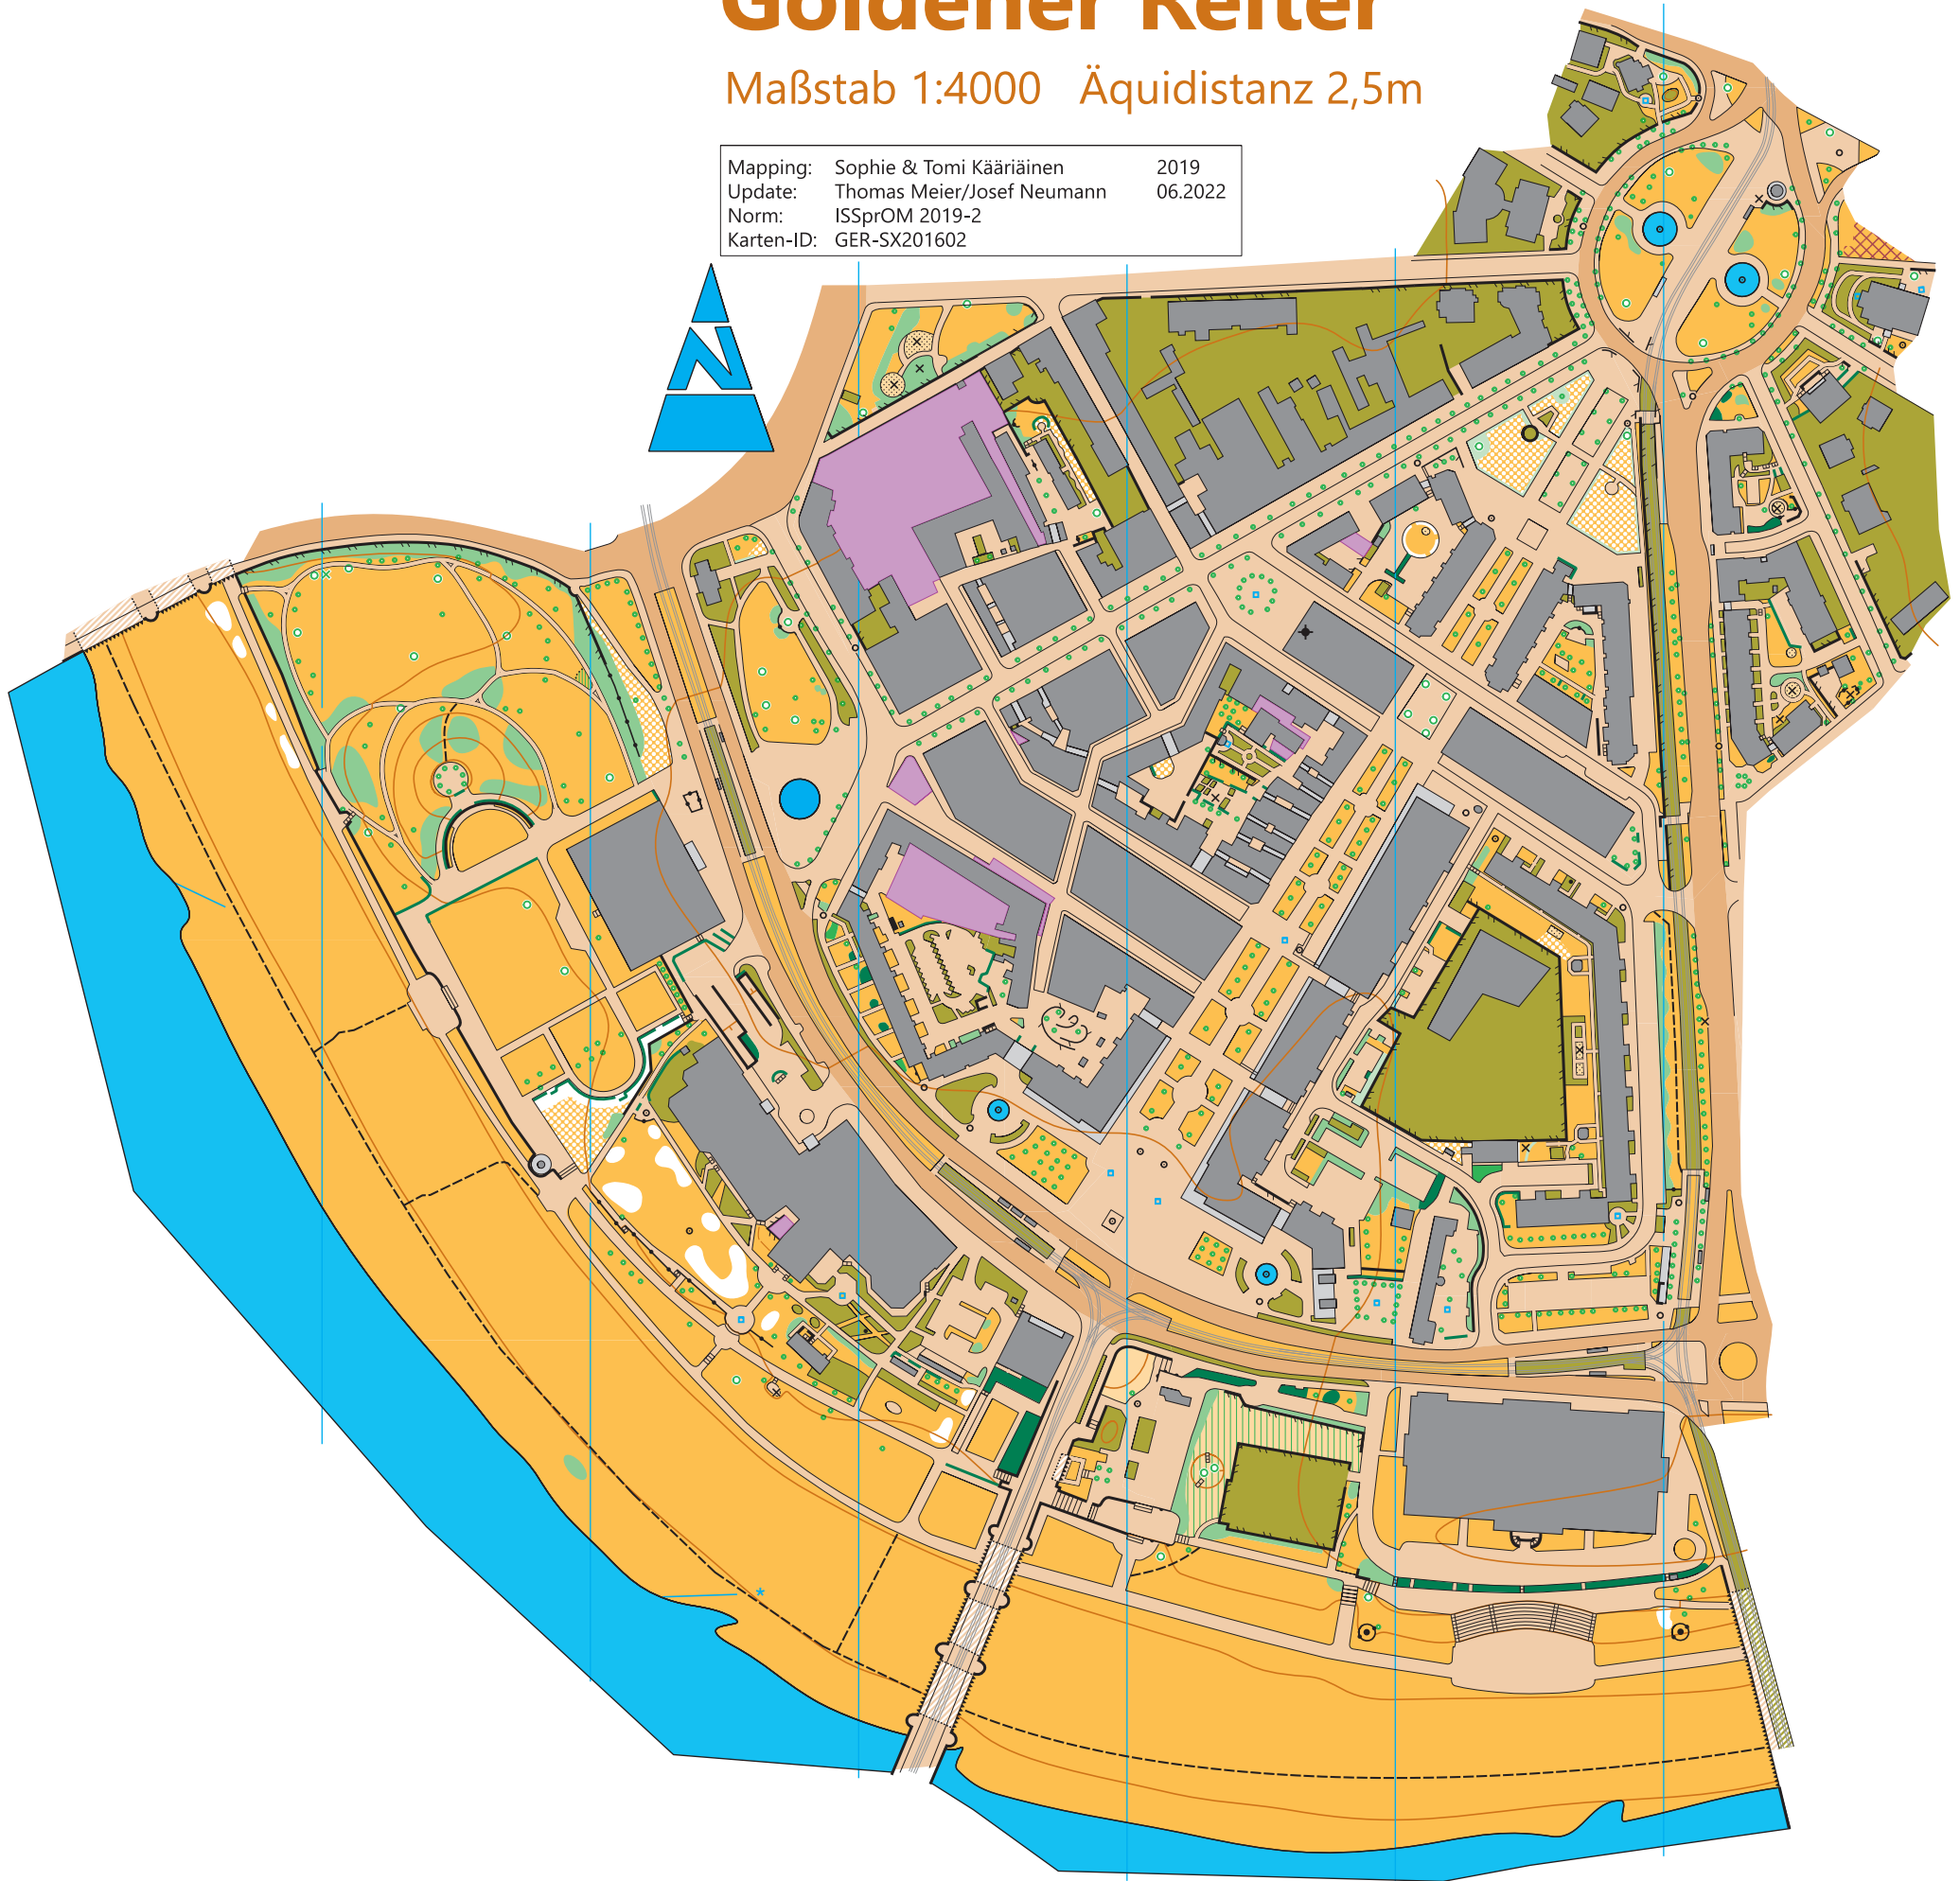 Goldener Reiter
Maßstab 1:4000 Äquidistanz 2,5m
Mapping: Sophie & Tomi Kääriäinen 2019
Update: Thomas Meier/Josef Neumann 06.2022
Norm: ISSprOM 2019-2
Karten-ID: GER-SX201602
N